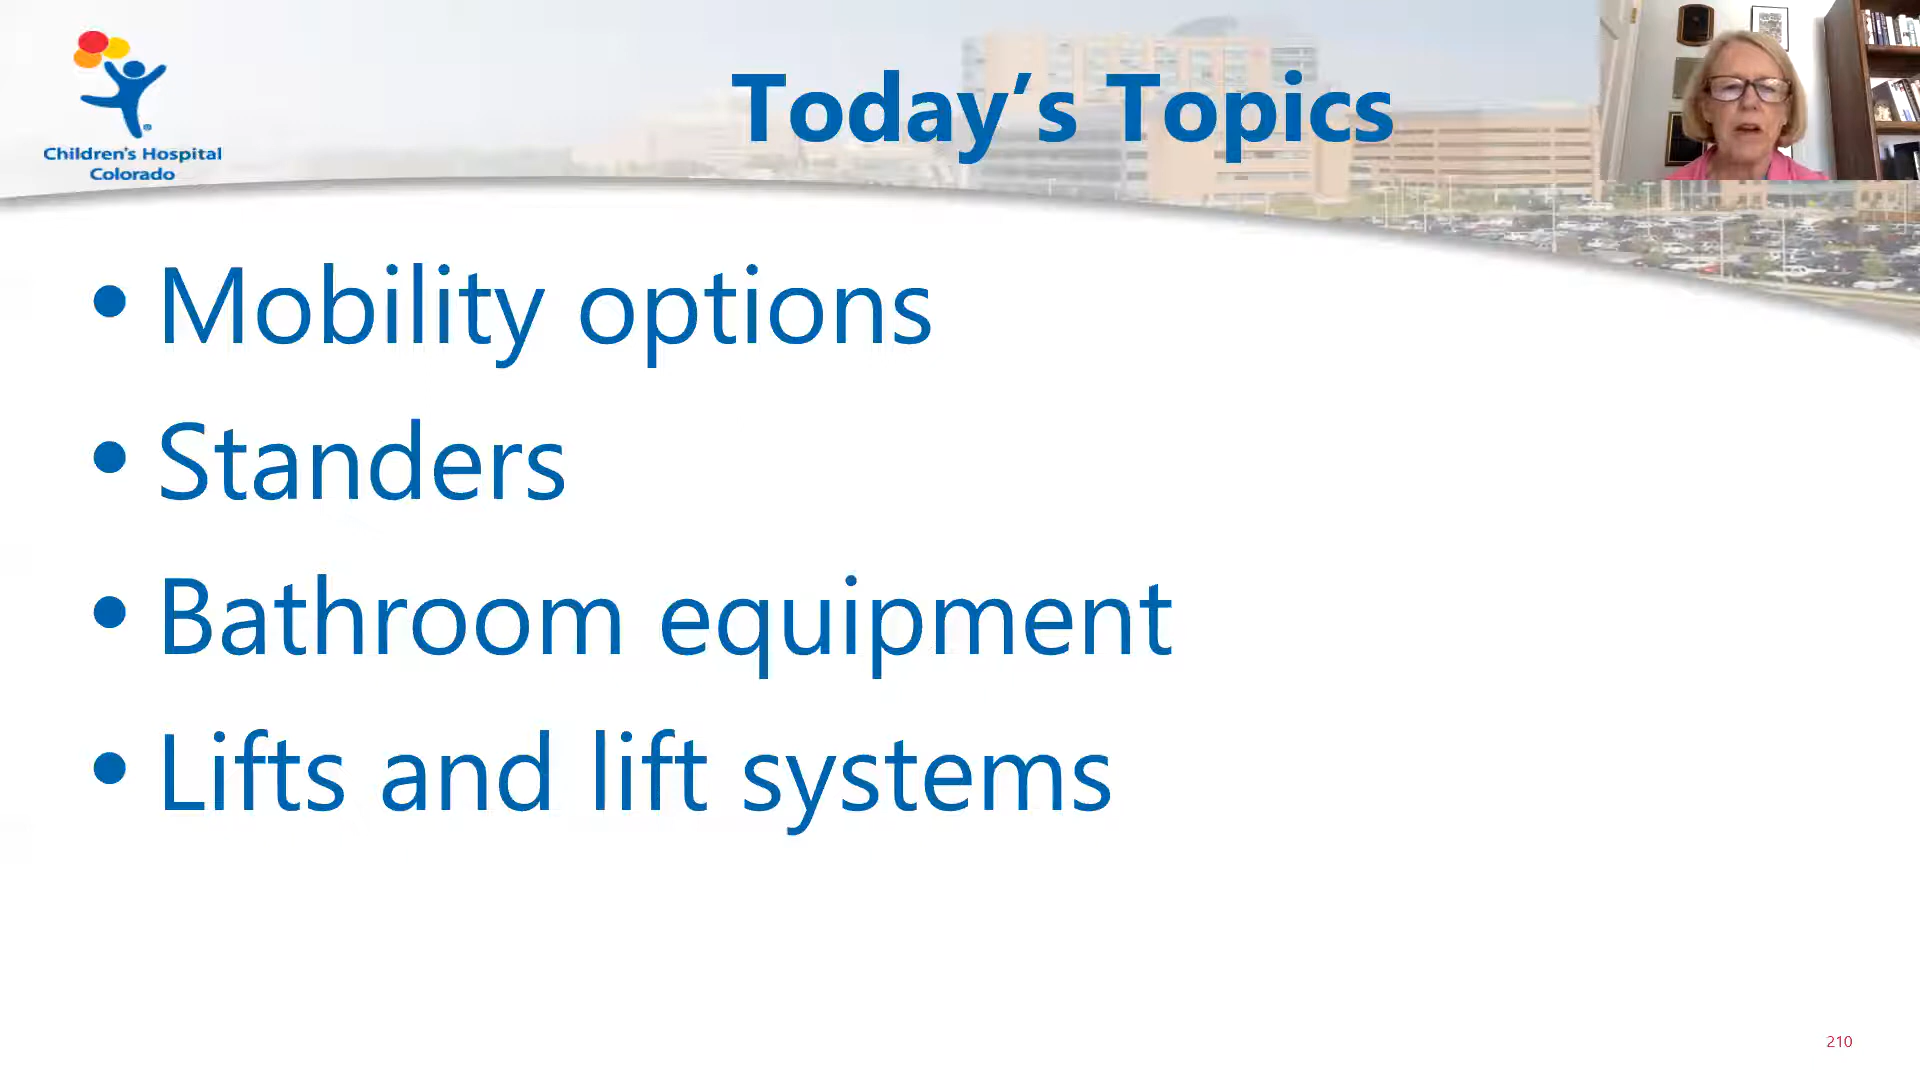 Children's Hospital
Colorado
Today's Topics
• Mobility options
• Standers
• Bathroom equipment
• Lifts and lift systems
210